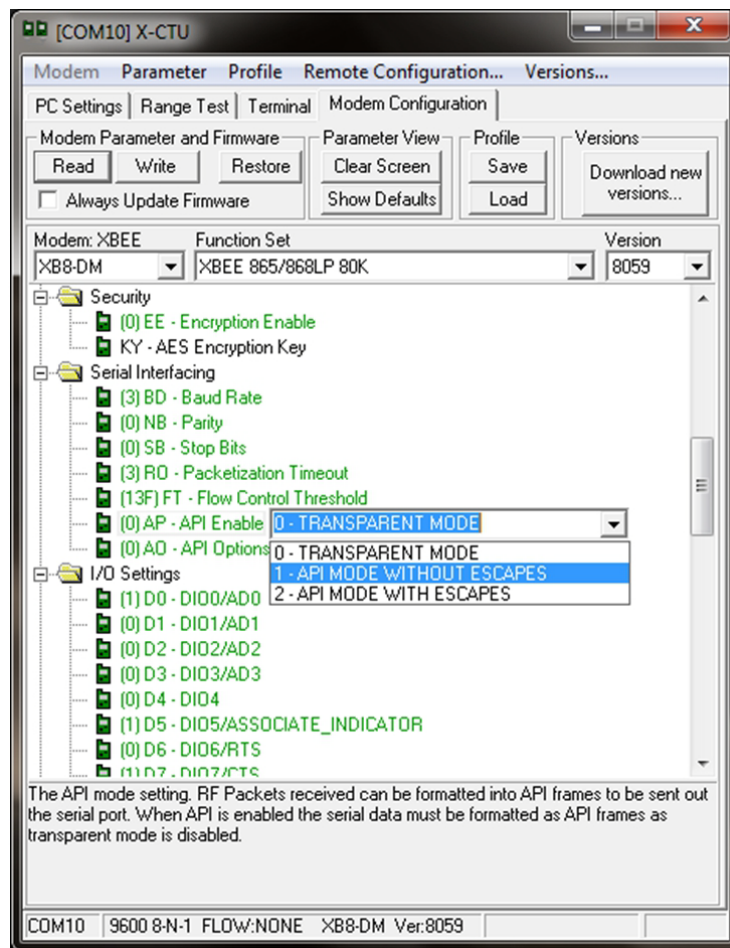 [COM10] X-CTU
Modem Parameter Profile Remote Configuration... Versions...
PC Settings Range Test Terminal Modem Configuration
Modem Parameter and Firmware Parameter View Profile Versions
Read Write Restore Clear Screen Save Download new versions...
Always Update Firmware Show Defaults Load
Modem: XBEE Function Set Version
XB8-DM XBEE 865/868LP 80K 8059
Security
(0) EE - Encryption Enable
KY - AES Encryption Key
Serial Interfacing
(3) BD - Baud Rate
(0) NB - Parity
(0) SB - Stop Bits
(3) RO - Packetization Timeout
(13F) FT - Flow Control Threshold
(0) AP - API Enable 0 - TRANSPARENT MODE
(0) AO - API Options 0 - TRANSPARENT MODE
I/O Settings 1 - API MODE WITHOUT ESCAPES
(1) D0 - DIO0/AD0 2 - API MODE WITH ESCAPES
(0) D1 - DIO1/AD1
(0) D2 - DIO2/AD2
(0) D3 - DIO3/AD3
(0) D4 - DIO4
(1) D5 - DIO5/ASSOCIATE_INDICATOR
(0) D6 - DIO6/RTS
(1) D7 - DIO7/CTS
The API mode setting. RF Packets received can be formatted into API frames to be sent out
the serial port. When API is enabled the serial data must be formatted as API frames as
transparent mode is disabled.
COM10 9600 8-N-1 FLOW:NONE XB8-DM Ver:8059